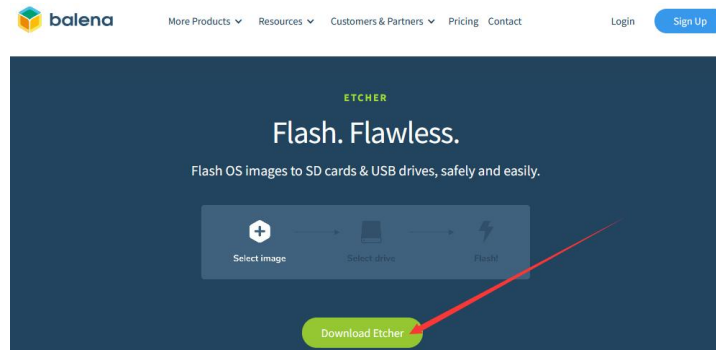 balena
More Products Resources Customers & Partners Pricing Contact Login Sign Up
ETCHER
Flash. Flawless.
Flash OS images to SD cards & USB drives, safely and easily.
Select image Select drive Flash!
Download Etcher